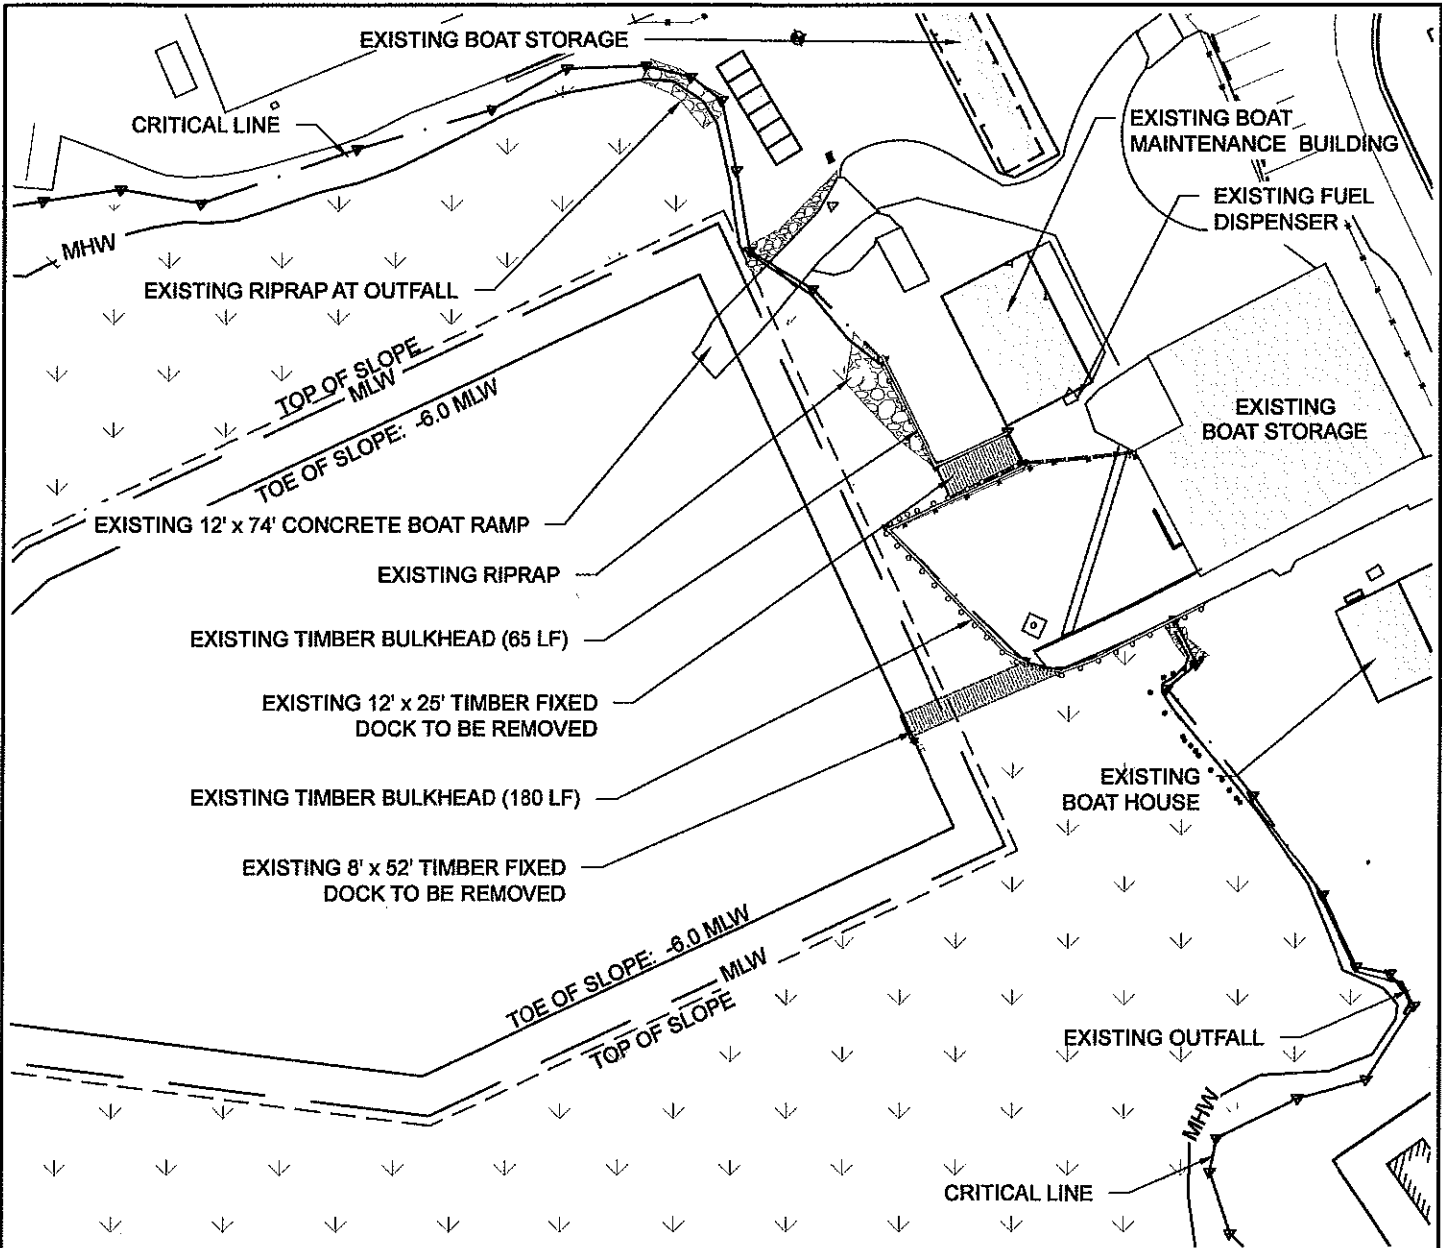 EXISTING BOAT STORAGE
CRITICAL LINE
EXISTING BOAT
MAINTENANCE BUILDING
EXISTING FUEL
DISPENSER
MHW
EXISTING RIPRAP AT OUTFALL
TOP OF SLOPE
MLW
TOE OF SLOPE: -6.0 MLW
EXISTING
BOAT STORAGE
EXISTING 12' x 74' CONCRETE BOAT RAMP
EXISTING RIPRAP
EXISTING TIMBER BULKHEAD (65 LF)
EXISTING 12' x 25' TIMBER FIXED
DOCK TO BE REMOVED
EXISTING TIMBER BULKHEAD (180 LF)
EXISTING
BOAT HOUSE
EXISTING 8' x 52' TIMBER FIXED
DOCK TO BE REMOVED
TOE OF SLOPE: -6.0 MLW
MLW
TOP OF SLOPE
EXISTING OUTFALL
MHW
CRITICAL LINE